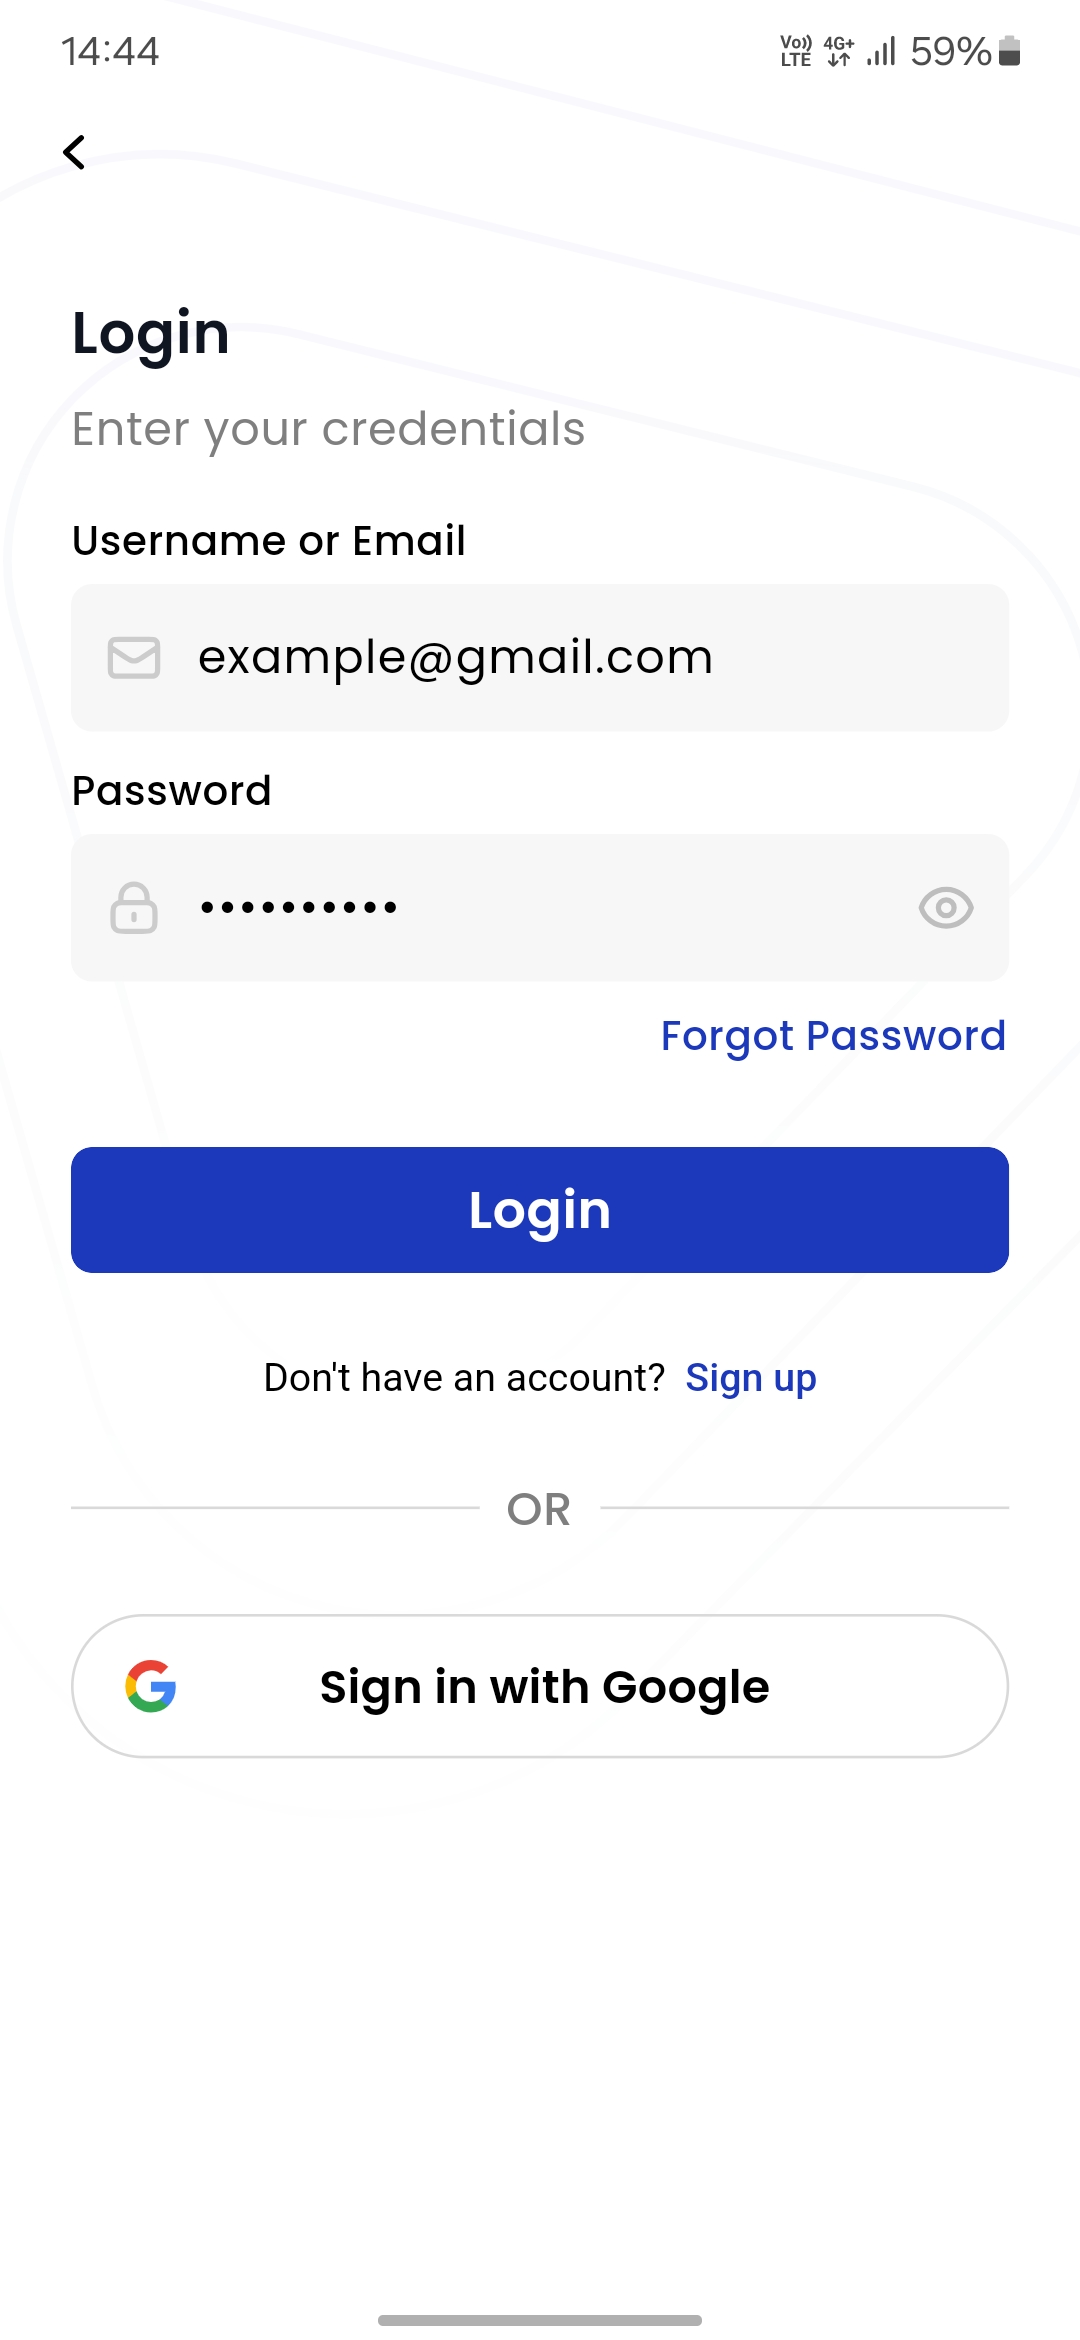 14:44
Vo)) LTE 4G+ 59%
Login
Enter your credentials
Username or Email
example@gmail.com
Password
••••••••••
Forgot Password
Login
Don't have an account? Sign up
OR
Sign in with Google